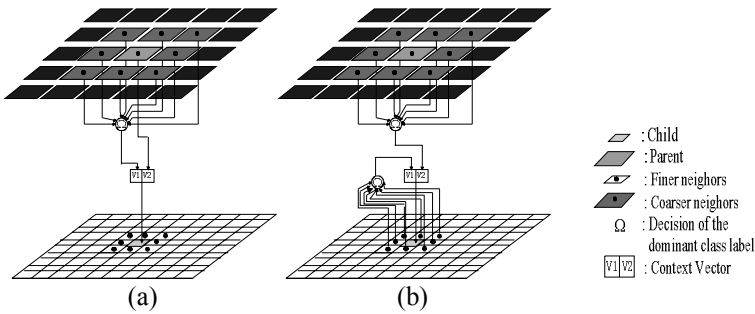 V1 V2
V1 V2
(a)
(b)
: Child
: Parent
: Finer neighors
: Coarser neighors
Ω : Decision of the
dominant class label
V1 V2 : Context Vector